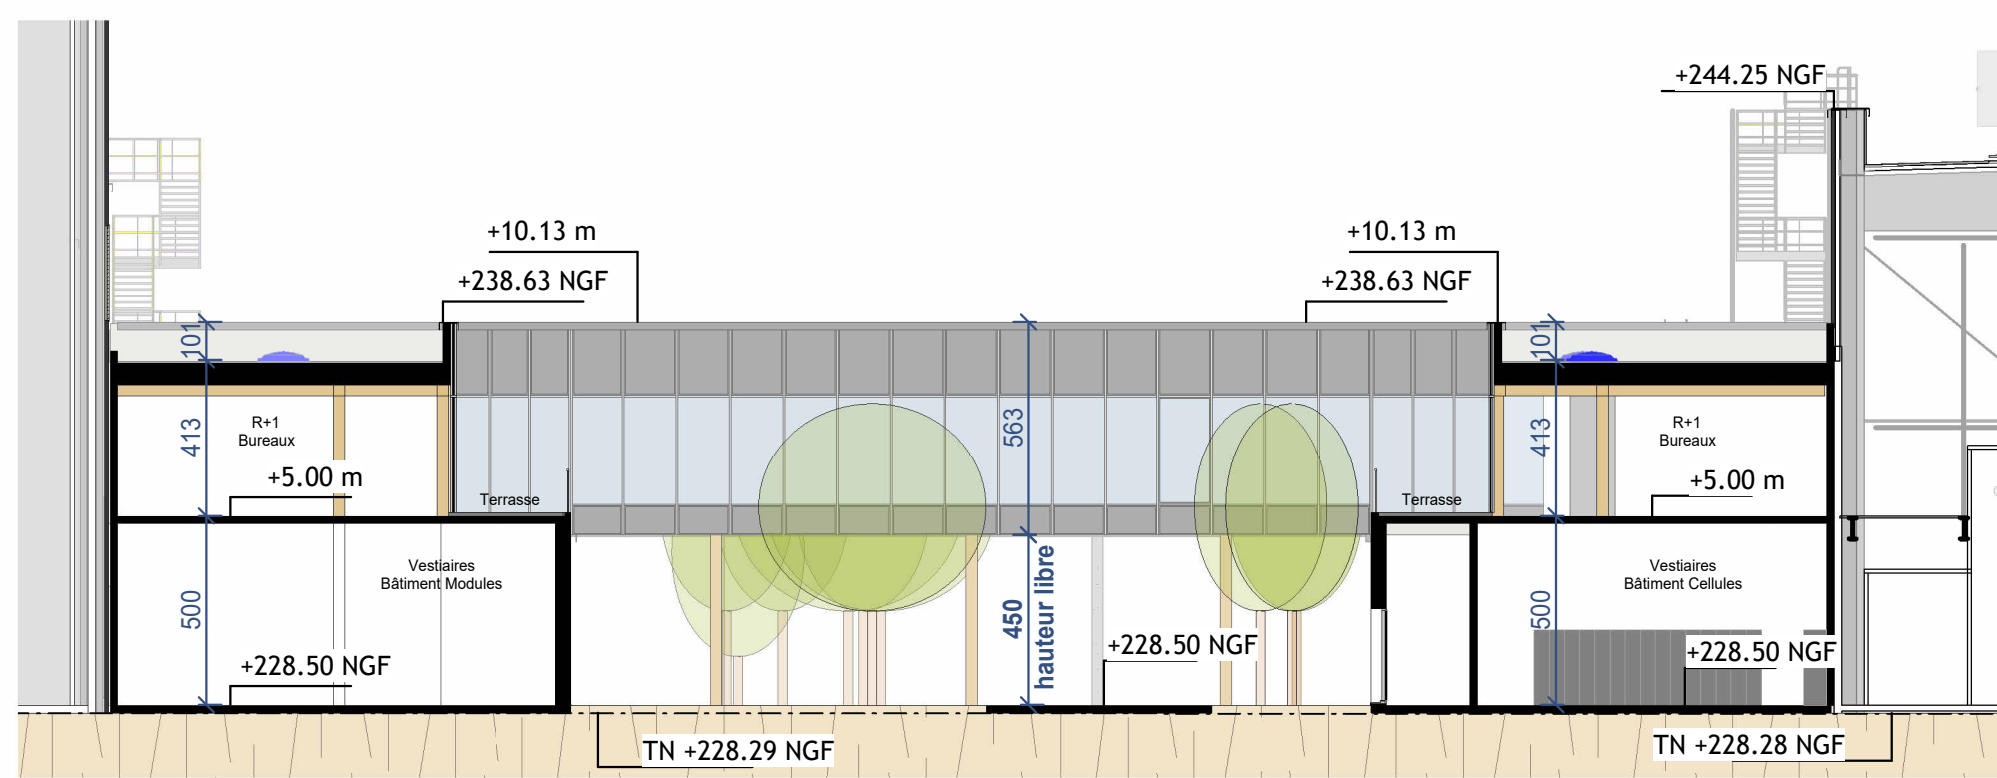 +244.25 NGF
+10.13 m
+10.13 m
+238.63 NGF
+238.63 NGF
101
101
413
563
413
R+1
Bureaux
R+1
Bureaux
+5.00 m
+5.00 m
Terrasse
Terrasse
Vestiaires
Bâtiment Modules
Vestiaires
Bâtiment Cellules
500
450
hauteur libre
500
+228.50 NGF
+228.50 NGF
+228.50 NGF
TN +228.29 NGF
TN +228.28 NGF